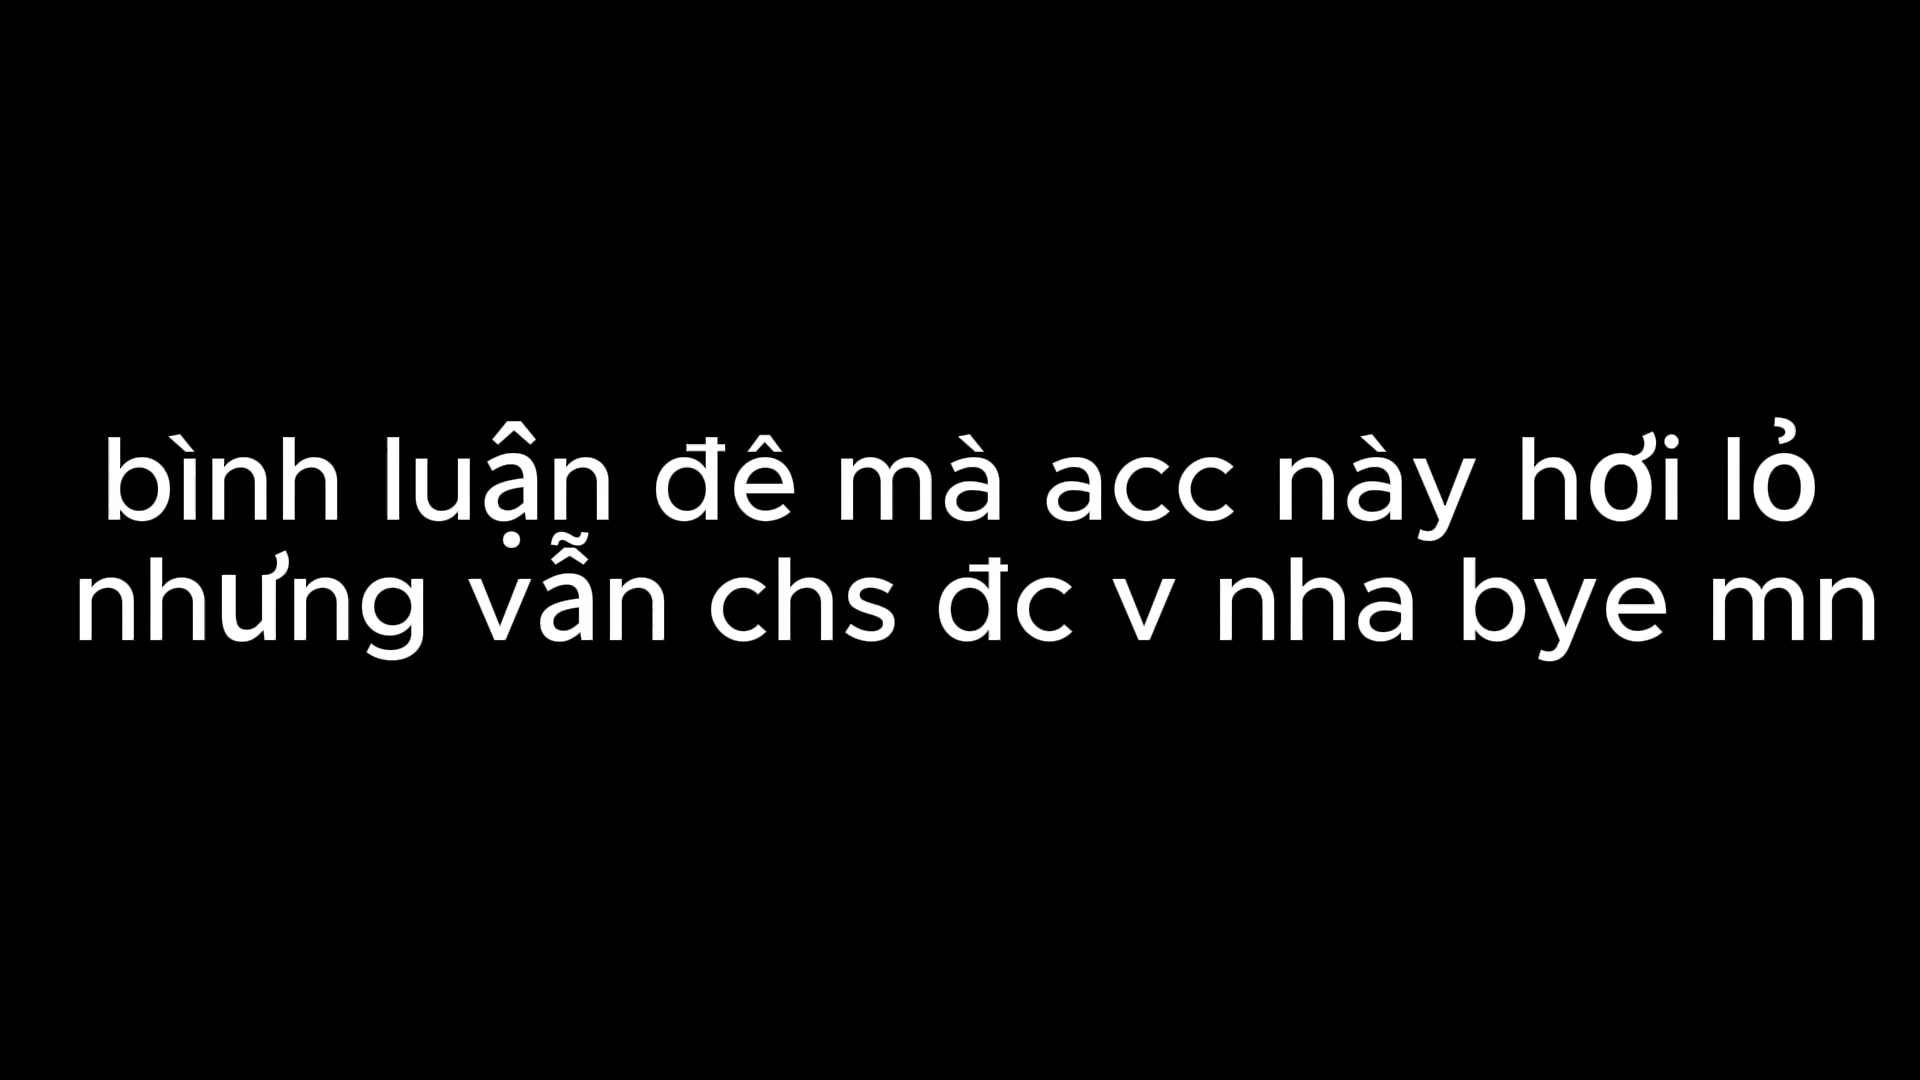 bình luận đê mà acc này hơi lỏ
nhưng vẫn chs đc v nha bye mn